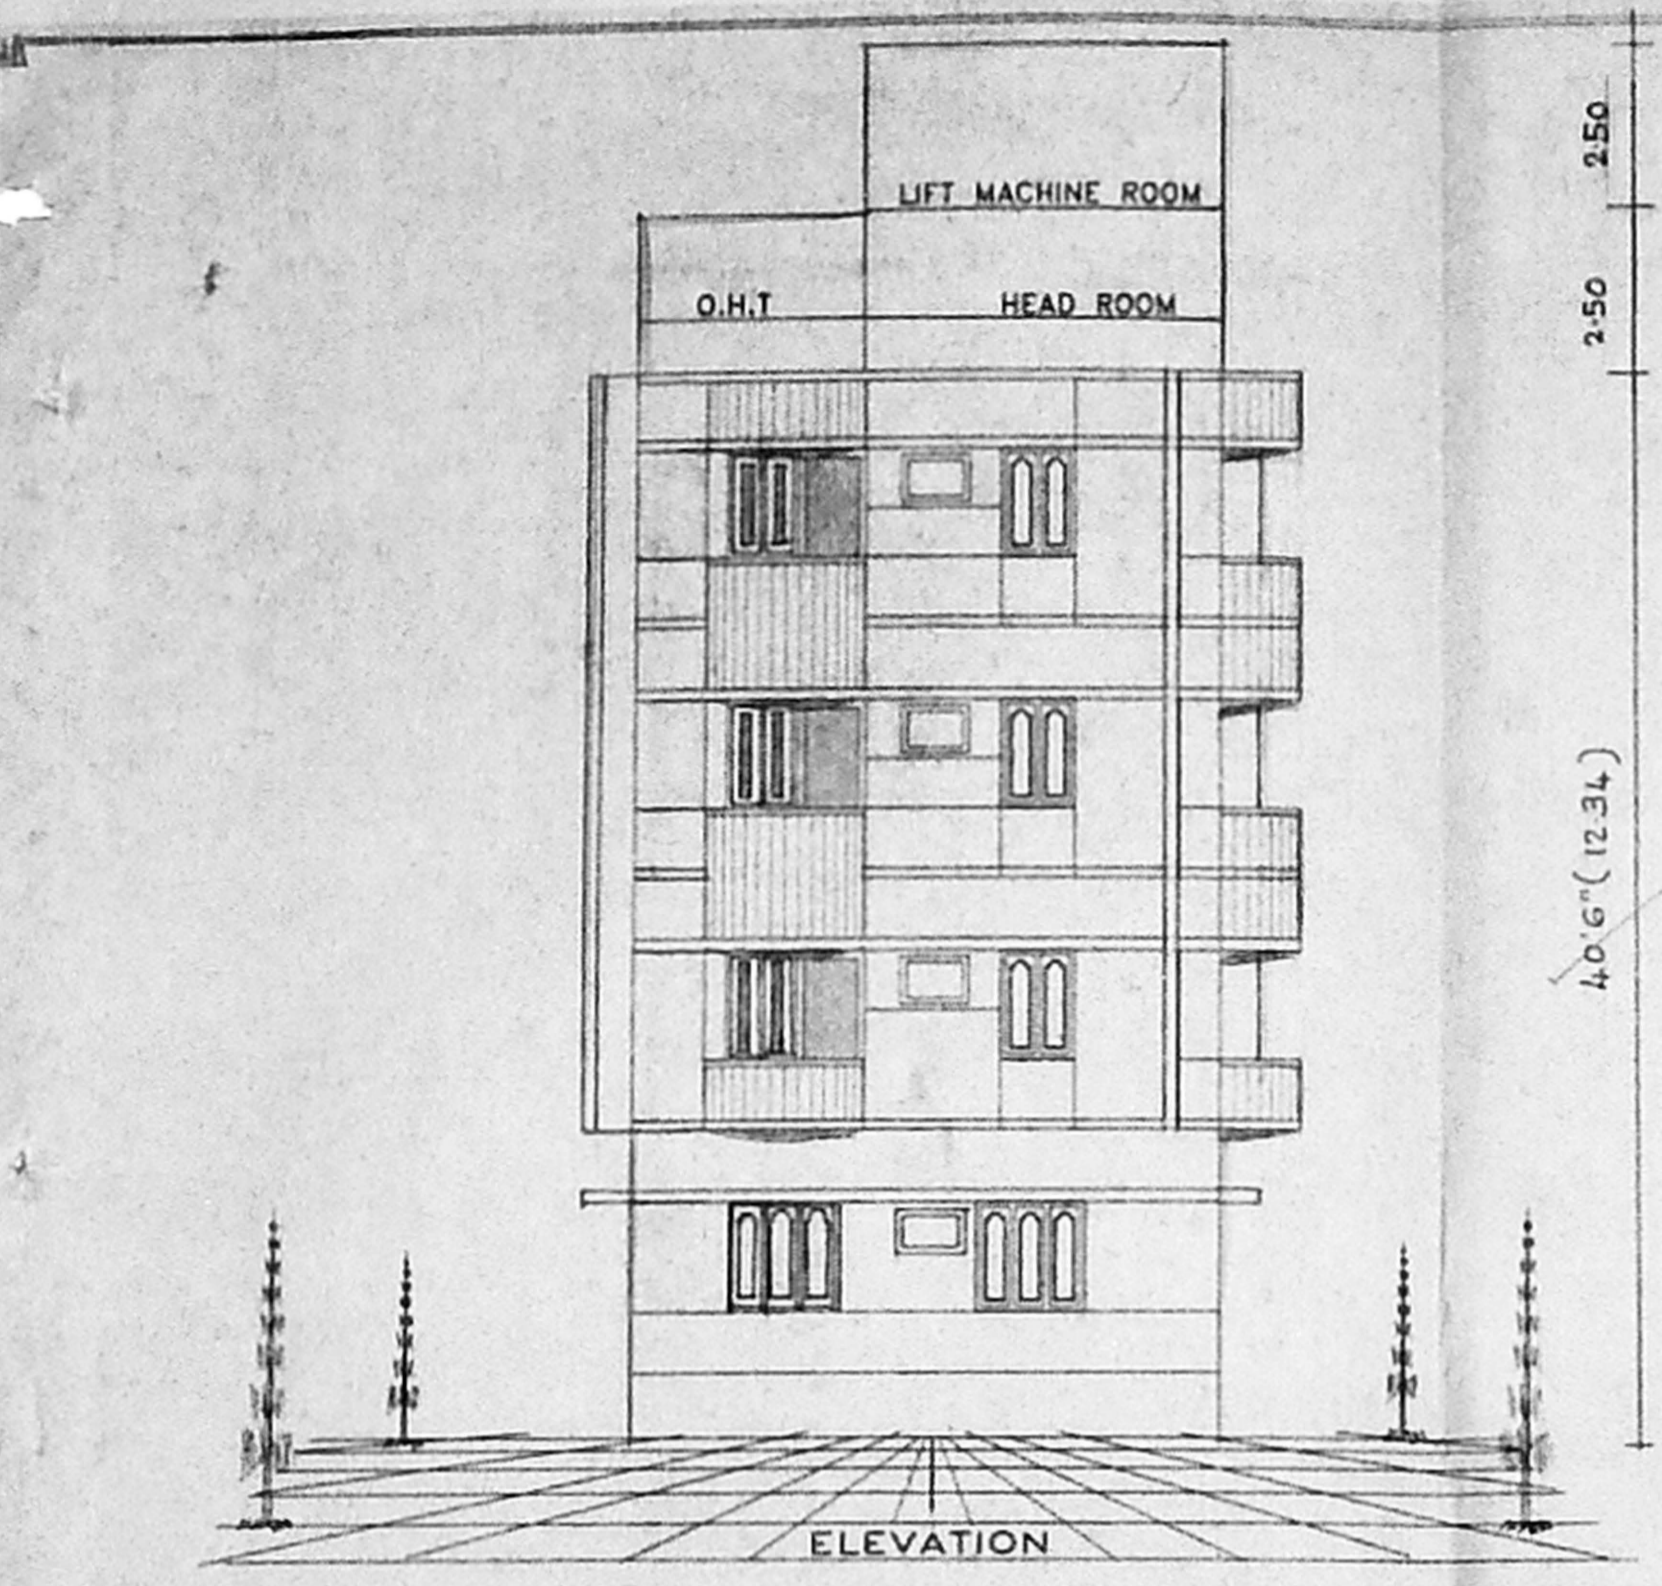 LIFT MACHINE ROOM
2.50
O.H.T
HEAD ROOM
2.50
40'6"(12.34)
ELEVATION